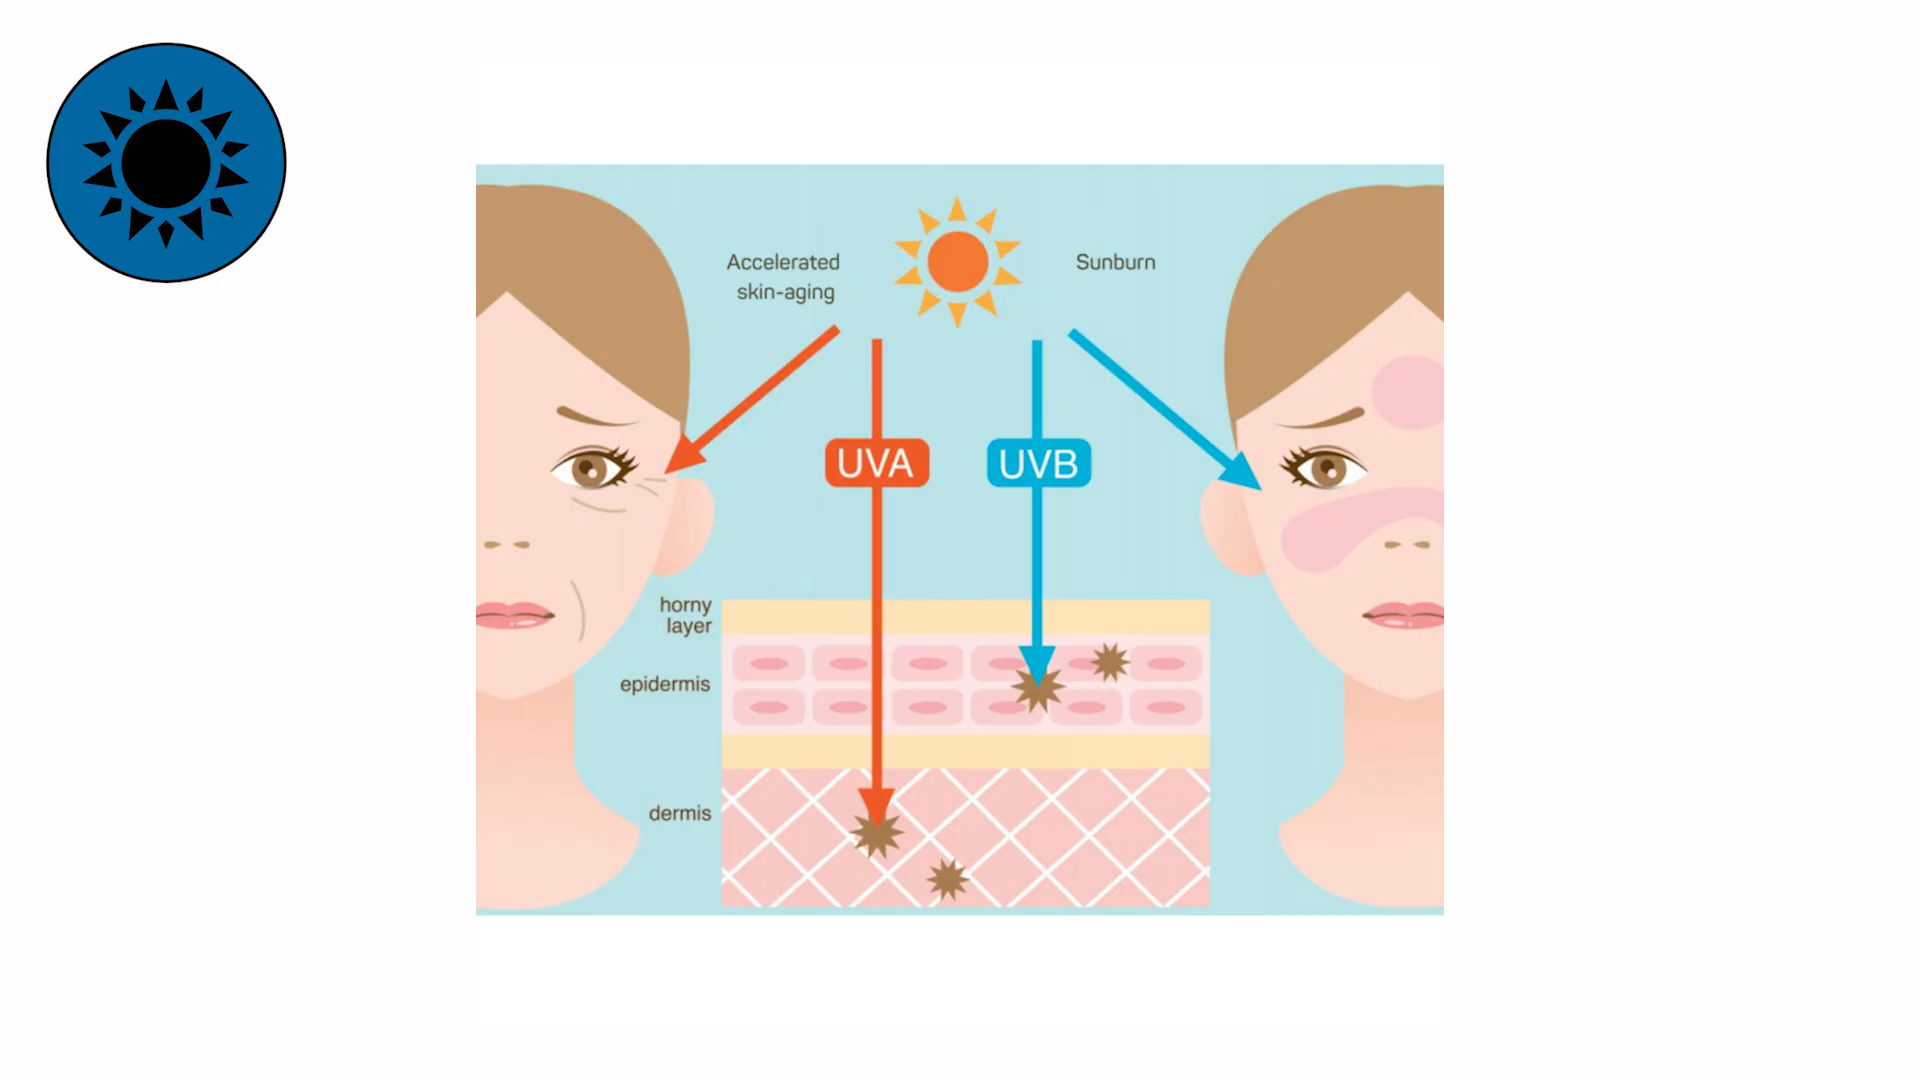 Accelerated
skin-aging
Sunburn
UVA
UVB
horny
layer
epidermis
dermis